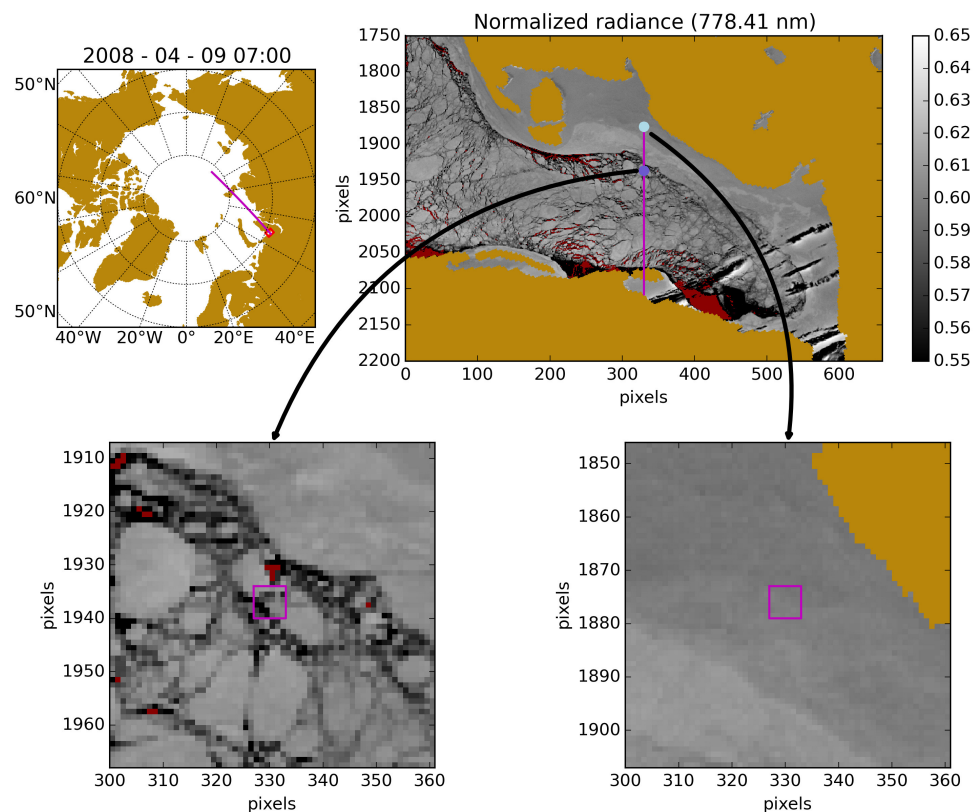 Normalized radiance (778.41 nm)
2008 - 04 - 09 07:00
50°N
60°N
50°N
40°W 20°W 0° 20°E 40°E
1750
1800
1850
1900
1950
2000
2050
2100
2150
2200
pixels
0 100 200 300 400 500 600
pixels
0.65
0.64
0.63
0.62
0.61
0.60
0.59
0.58
0.57
0.56
0.55
1910
1920
1930
1940
1950
1960
pixels
300 310 320 330 340 350 360
pixels
1850
1860
1870
1880
1890
1900
pixels
300 310 320 330 340 350 360
pixels